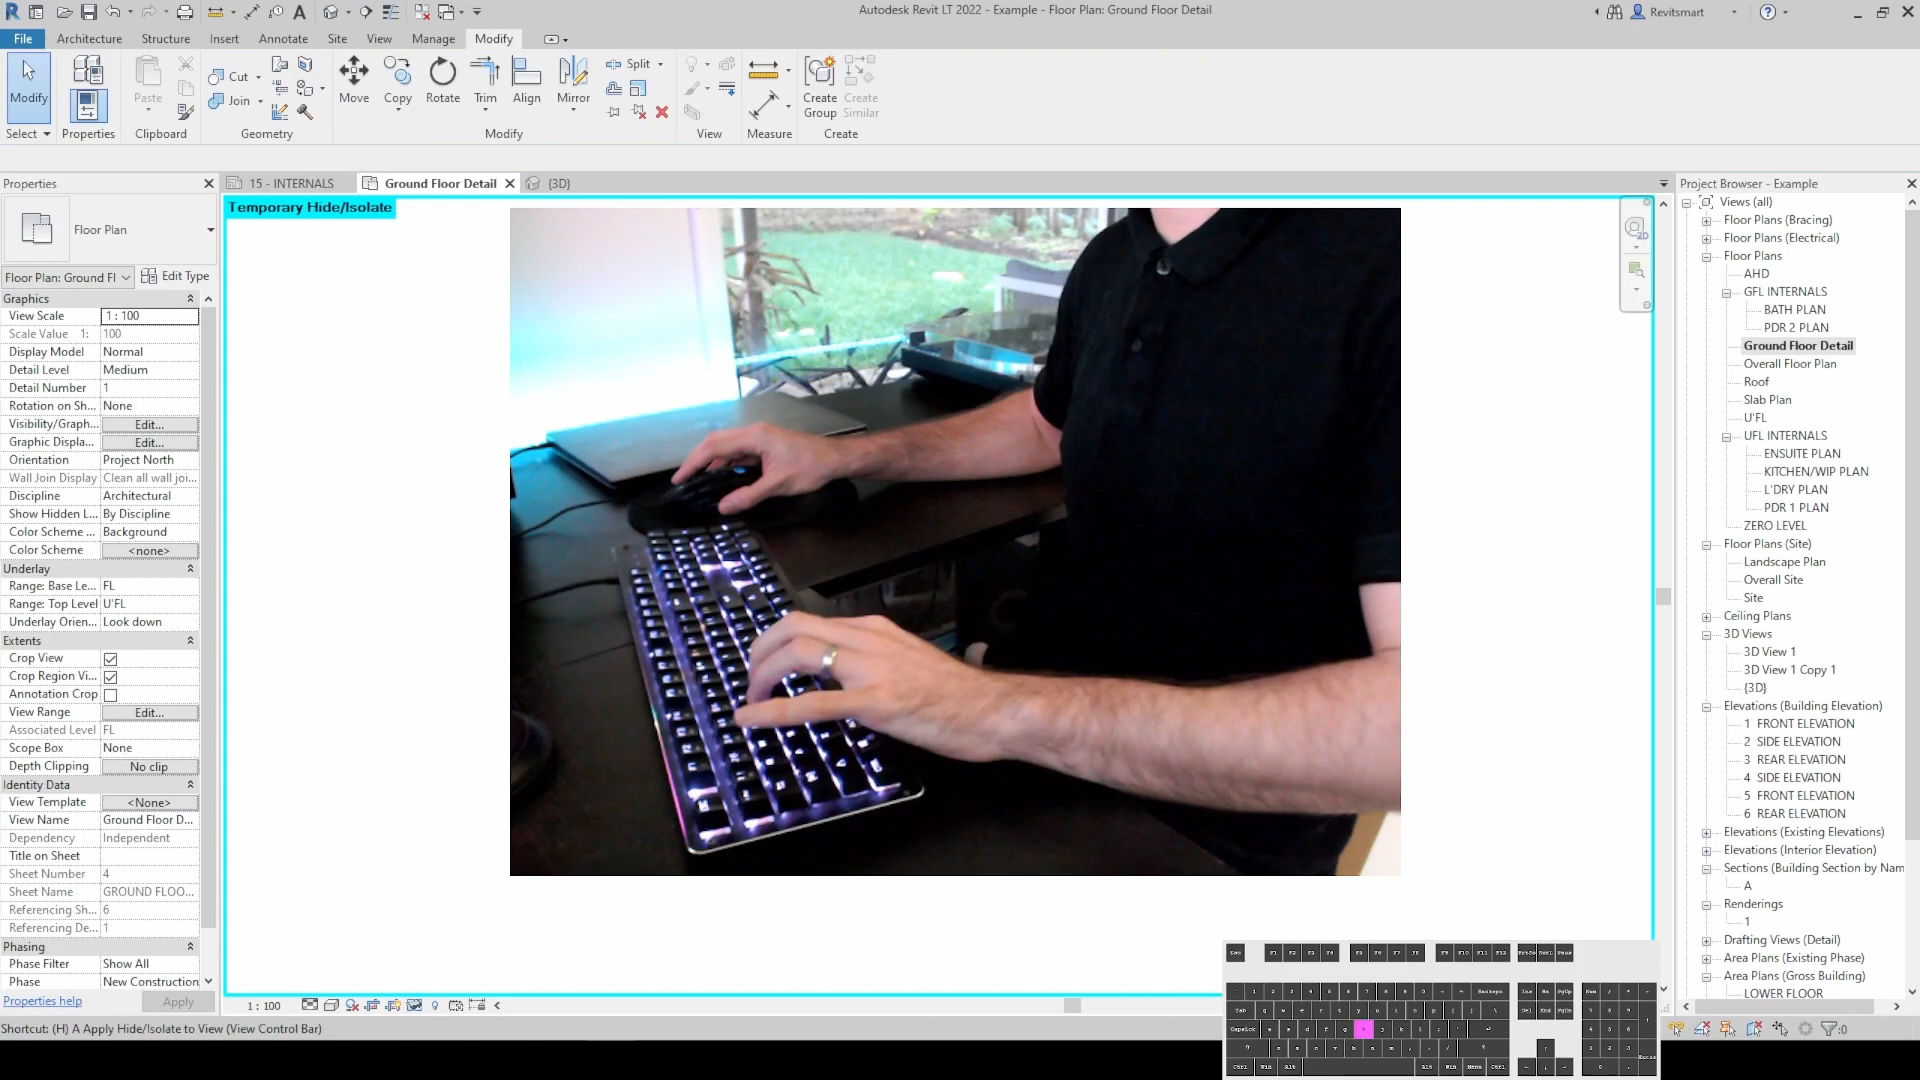 Autodesk Revit LT 2022 - Example - Floor Plan: Ground Floor Detail
Revitsmart
File Architecture Structure Insert Annotate Site View Manage Modify
Modify
Paste
Cut
Join
Move Copy Rotate Trim Align Mirror
Split
Create Group
Create Similar
Select Properties Clipboard Geometry Modify View Measure Create
Properties
15 - INTERNALS
Ground Floor Detail
{3D}
Project Browser - Example
Temporary Hide/Isolate
Floor Plan
Floor Plan: Ground Fl
Edit Type
Graphics
View Scale 1 : 100
Scale Value 1: 100
Display Model Normal
Detail Level Medium
Detail Number 1
Rotation on Sh... None
Visibility/Graph... Edit...
Graphic Displa... Edit...
Orientation Project North
Wall Join Display Clean all wall joi...
Discipline Architectural
Show Hidden L... By Discipline
Color Scheme ... Background
Color Scheme <none>
Underlay
Range: Base Le... FL
Range: Top Level U'FL
Underlay Orien... Look down
Extents
Crop View
Crop Region Vi...
Annotation Crop
View Range Edit...
Associated Level FL
Scope Box None
Depth Clipping No clip
Identity Data
View Template <None>
View Name Ground Floor D...
Dependency Independent
Title on Sheet
Sheet Number 4
Sheet Name GROUND FLOO...
Referencing Sh... 6
Referencing De... 1
Phasing
Phase Filter Show All
Phase New Construction
Properties help
Apply
Views (all)
Floor Plans (Bracing)
Floor Plans (Electrical)
Floor Plans
AHD
GFL INTERNALS
BATH PLAN
PDR 2 PLAN
Ground Floor Detail
Overall Floor Plan
Roof
Slab Plan
U'FL
UFL INTERNALS
ENSUITE PLAN
KITCHEN/WIP PLAN
L'DRY PLAN
PDR 1 PLAN
ZERO LEVEL
Floor Plans (Site)
Landscape Plan
Overall Site
Site
Ceiling Plans
3D Views
3D View 1
3D View 1 Copy 1
{3D}
Elevations (Building Elevation)
1 FRONT ELEVATION
2 SIDE ELEVATION
3 REAR ELEVATION
4 SIDE ELEVATION
5 FRONT ELEVATION
6 REAR ELEVATION
Elevations (Existing Elevations)
Elevations (Interior Elevation)
Sections (Building Section by Nam
A
Renderings
1
Drafting Views (Detail)
Area Plans (Existing Phase)
Area Plans (Gross Building)
LOWER FLOOR
1 : 100
Shortcut: (H) A Apply Hide/Isolate to View (View Control Bar)
:0